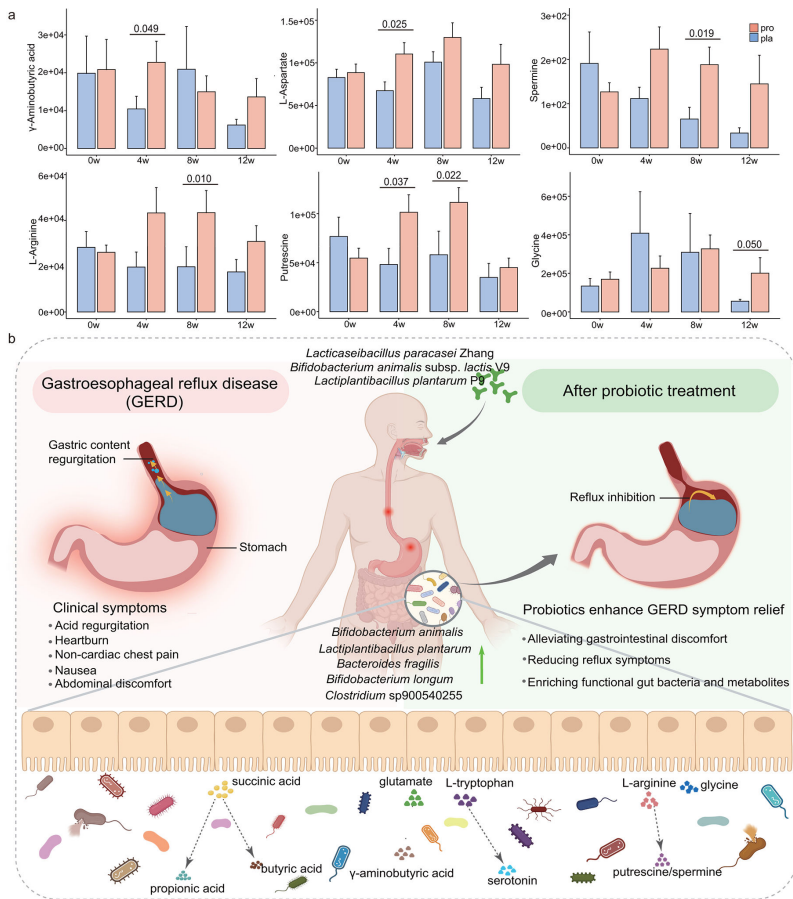 a
γ-Aminobutyric acid
3e+04
2e+04
1e+04
0e+00
0.049
0w
4w
8w
12w
L-Aspartate
1.5e+05
1e+05
5e+04
0e+00
0.025
0w
4w
8w
12w
Spermine
3e+02
2e+02
1e+02
0e+00
0.019
0w
4w
8w
12w
pro
pla
L-Arginine
6e+04
4e+04
2e+04
0e+00
0.010
0w
4w
8w
12w
Putrescine
1e+05
5e+04
0e+00
0.037
0.022
0w
4w
8w
12w
Glycine
6e+05
4e+05
2e+05
0e+00
0.050
0w
4w
8w
12w
b
Lacticaseibacillus paracasei Zhang
Bifidobacterium animalis subsp. lactis V9
Lactiplantibacillus plantarum P9
Gastroesophageal reflux disease
(GERD)
After probiotic treatment
Gastric content
regurgitation
Stomach
Reflux inhibition
Clinical symptoms
• Acid regurgitation
• Heartburn
• Non-cardiac chest pain
• Nausea
• Abdominal discomfort
Bifidobacterium animalis
Lactiplantibacillus plantarum
Bacteroides fragilis
Bifidobacterium longum
Clostridium sp900540255
Probiotics enhance GERD symptom relief
• Alleviating gastrointestinal discomfort
• Reducing reflux symptoms
• Enriching functional gut bacteria and metabolites
succinic acid
glutamate
L-tryptophan
L-arginine
glycine
propionic acid
butyric acid
γ-aminobutyric acid
serotonin
putrescine/spermine